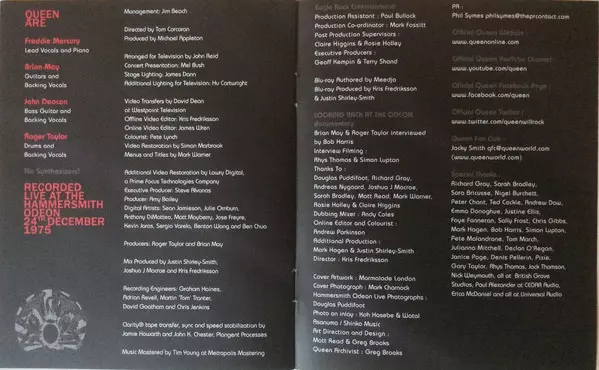 QUEEN
ARE
Freddie Mercury
Lead Vocals and Piano
Brian May
Guitars and
Backing Vocals
John Deacon
Bass Guitar and
Backing Vocals
Roger Taylor
Drums and
Backing Vocals
No Synthesizers!
RECORDED
LIVE AT THE
HAMMERSMITH
ODEON
24TH DECEMBER
1975
Management: Jim Beach
Directed by Tom Corcoran
Produced by Michael Appleton
Arranged for Television by John Reid
Concert Presentation: Mel Bush
Stage Lighting: James Dann
Additional Lighting for Television: Hu Cartwright
Video Transfers by David Dean
at Westpoint Television
Offline Video Editor: Kris Fredriksson
Online Video Editor: James Wren
Colourist: Pete Lynch
Video Restoration by Simon Marbrook
Menus and Titles by Mark Warner
Additional Video Restoration by Lowry Digital,
a Prime Focus Technologies Company
Executive Producer: Steve Alvanos
Producer: Amy Bailey
Digital Artists: Sean Jamieson, Julie Ornburn,
Anthony DiMatteo, Matt Mayberry, Jose Freyre,
Kevin Joras, Sergio Varela, Benton Wong and Ben Chuo
Producers: Roger Taylor and Brian May
Mix Produced by Justin Shirley-Smith,
Joshua J Macrae and Kris Fredriksson
Recording Engineers: Graham Haines,
Adrian Revell, Martin 'Tom' Tranter,
David Gootham and Chris Jenkins
Clarity® tape transfer, sync and speed stabilization by
Jamie Howarth and John K. Chester, Plangent Processes
Music Mastered by Tim Young at Metropolis Mastering
Eagle Rock Entertainment
Production Assistant : Paul Bullock
Production Co-ordinator : Mark Fossitt
Post Production Supervisors :
Claire Higgins & Rosie Holley
Executive Producers :
Geoff Kempin & Terry Shand
Blu-ray Authored by Meedja
Blu-ray Produced by Kris Fredriksson
& Justin Shirley-Smith
LOOKING BACK AT THE ODEON
documentary
Brian May & Roger Taylor interviewed
by Bob Harris
Interview Filming :
Rhys Thomas & Simon Lupton
Thanks To :
Douglas Puddifoot, Richard Gray,
Andreas Nygaard, Joshua J Macrae,
Sarah Bradley, Matt Read, Mark Warner,
Rosie Holley & Claire Higgins
Dubbing Mixer : Andy Coles
Online Editor and Colourist :
Andrew Parkinson
Additional Production :
Mark Hagen & Justin Shirley-Smith
Director : Kris Fredriksson
Cover Artwork : Marmalade London
Cover Photograph : Mark Charnock
Hammersmith Odeon Live Photographs :
Douglas Puddifoot
Photo on inlay : Koh Hasebe & Watal
Asanuma / Shinko Music
Art Direction and Design :
Matt Read & Greg Brooks
Queen Archivist : Greg Brooks
PR :
Phil Symes philsymes@theprcontact.com
Official Queen Website :
www.queenonline.com
Official Queen YouTube Channel :
www.youtube.com/queen
Official Queen Facebook Page :
www.facebook.com/queen
Official Queen Twitter :
www.twitter.com/queenwillrock
Queen Fan Club :
Jacky Smith qfc@queenworld.com
(www.queenworld.com)
Special Thanks :
Richard Gray, Sarah Bradley,
Sara Bricusse, Nigel Burchett,
Peter Chant, Ted Cackle, Andrew Daw,
Emma Donoghue, Justine Ellis,
Faye Fanneran, Sally Frost, Chris Gibbs,
Mark Hagen, Bob Harris, Simon Lupton,
Pete Malandrone, Tom March,
Julianna Mitchell, Declan O'Regan,
Janice Page, Denis Pellerin, Pixie,
Gary Taylor, Rhys Thomas, Jack Thomson,
Nick Weymouth, all at British Grove
Studios, Paul Alexander at CEDAR Audio,
Erica McDaniel and all at Universal Audio